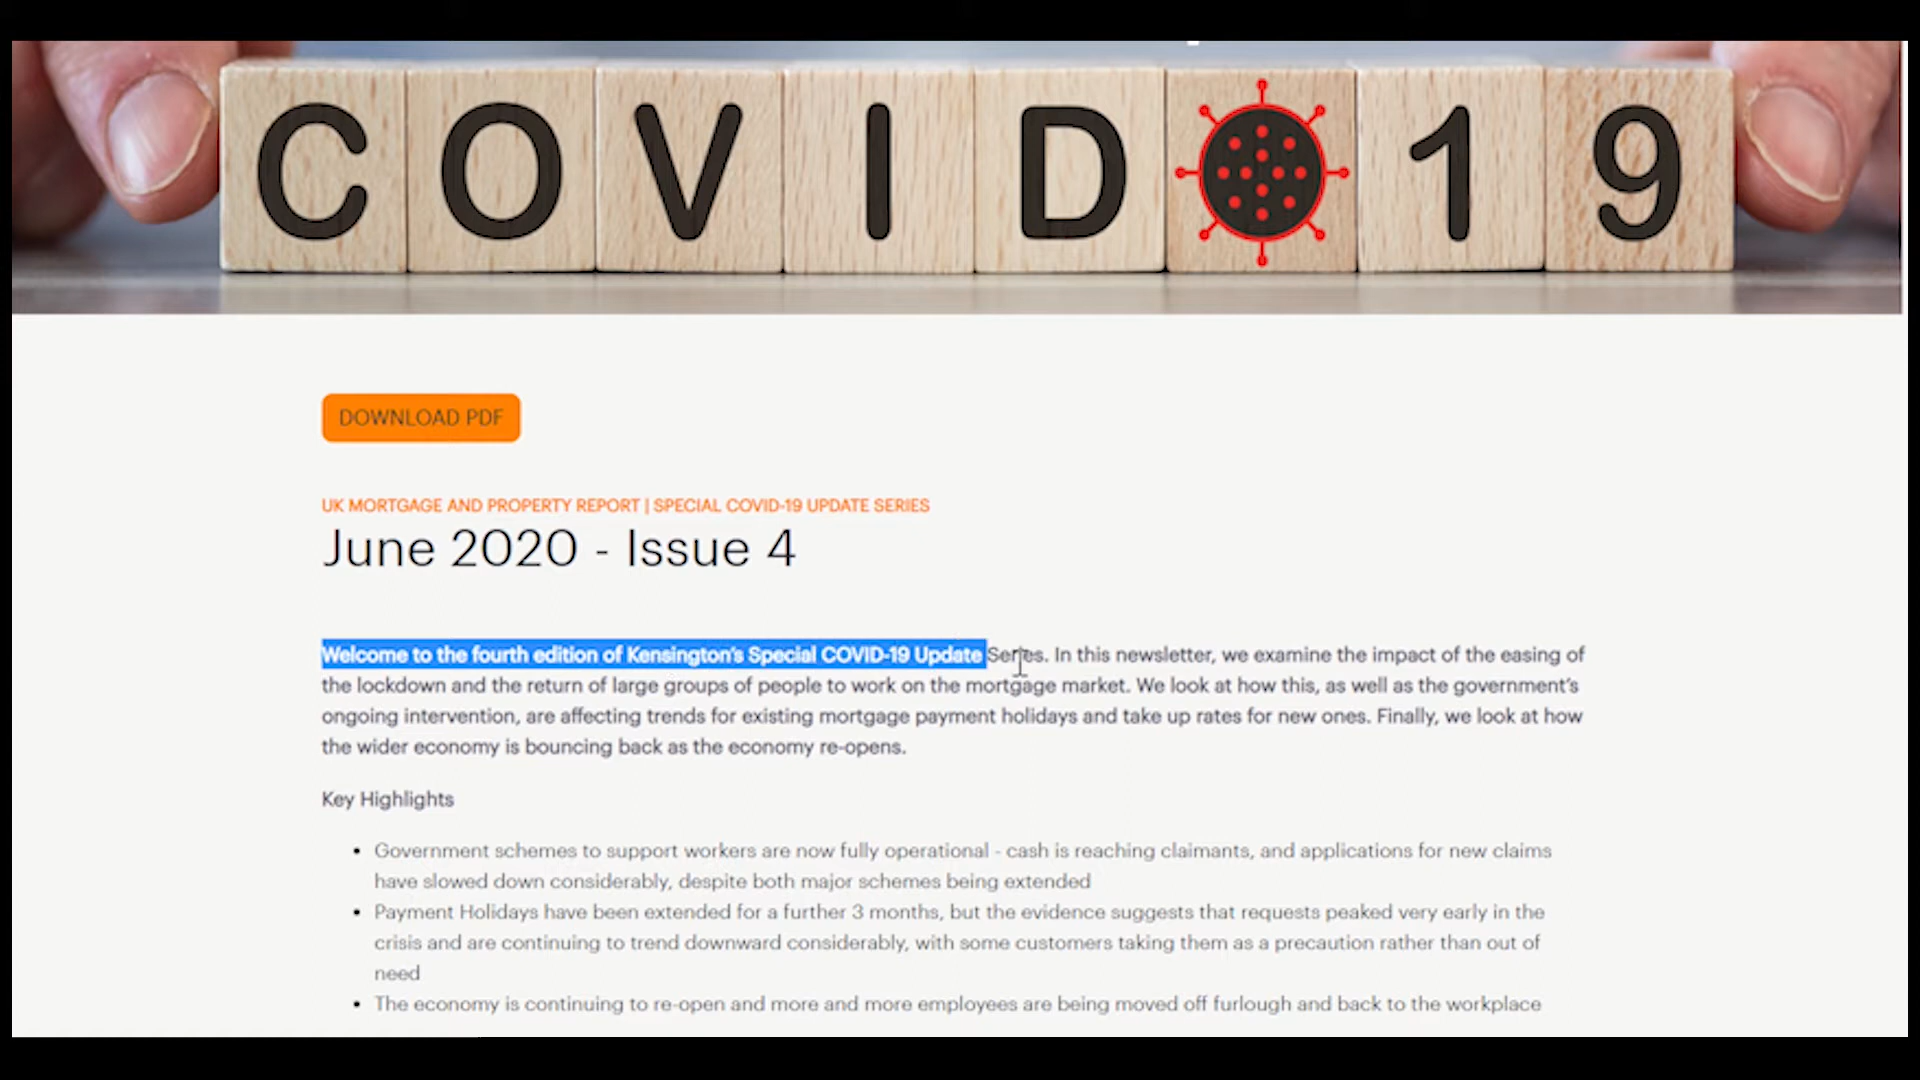 COVID 19
DOWNLOAD PDF
UK MORTGAGE AND PROPERTY REPORT | SPECIAL COVID-19 UPDATE SERIES
June 2020 - Issue 4
Welcome to the fourth edition of Kensington's Special COVID-19 Update Series. In this newsletter, we examine the impact of the easing of
the lockdown and the return of large groups of people to work on the mortgage market. We look at how this, as well as the government's
ongoing intervention, are affecting trends for existing mortgage payment holidays and take up rates for new ones. Finally, we look at how
the wider economy is bouncing back as the economy re-opens.
Key Highlights
• Government schemes to support workers are now fully operational - cash is reaching claimants, and applications for new claims
have slowed down considerably, despite both major schemes being extended
• Payment Holidays have been extended for a further 3 months, but the evidence suggests that requests peaked very early in the
crisis and are continuing to trend downward considerably, with some customers taking them as a precaution rather than out of
need
• The economy is continuing to re-open and more and more employees are being moved off furlough and back to the workplace